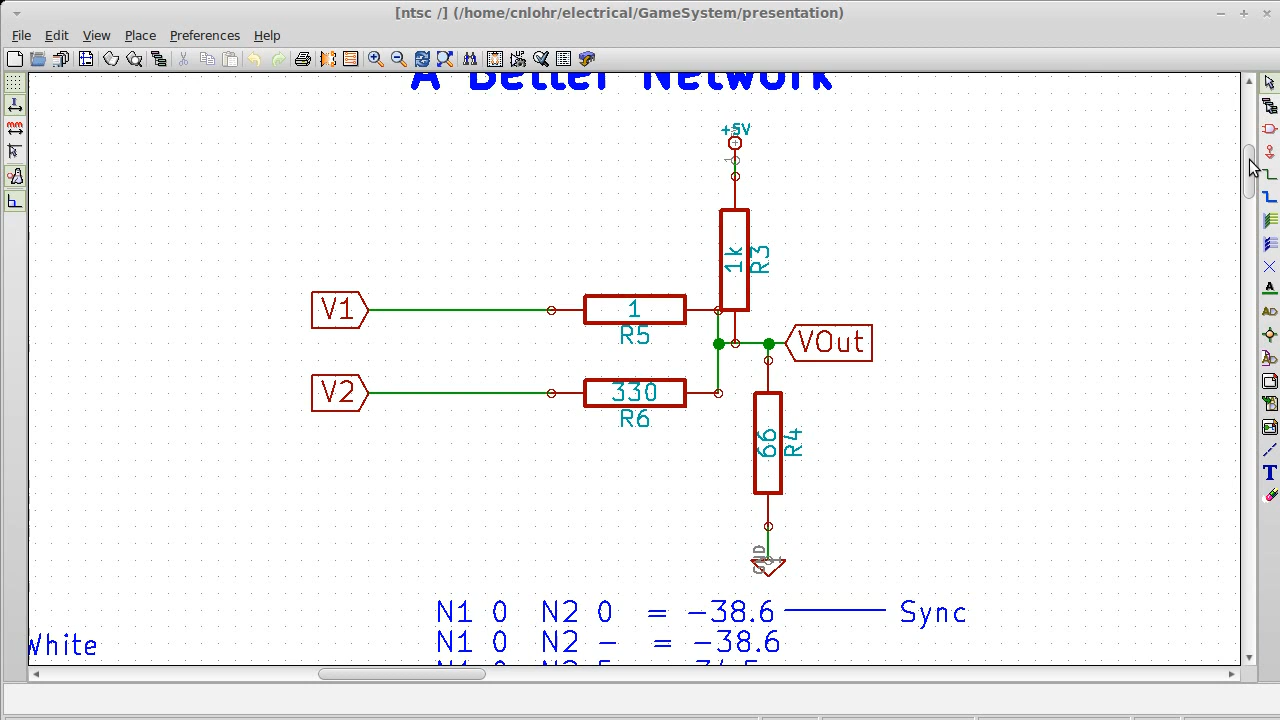 [ntsc /] (/home/cnlohr/electrical/GameSystem/presentation)
File Edit View Place Preferences Help
A Better Network
+5V
1
1k
R3
V1
1
R5
VOut
V2
330
R6
66
R4
GND
N1 0 N2 0 = -38.6 Sync
White
N1 0 N2 - = -38.6